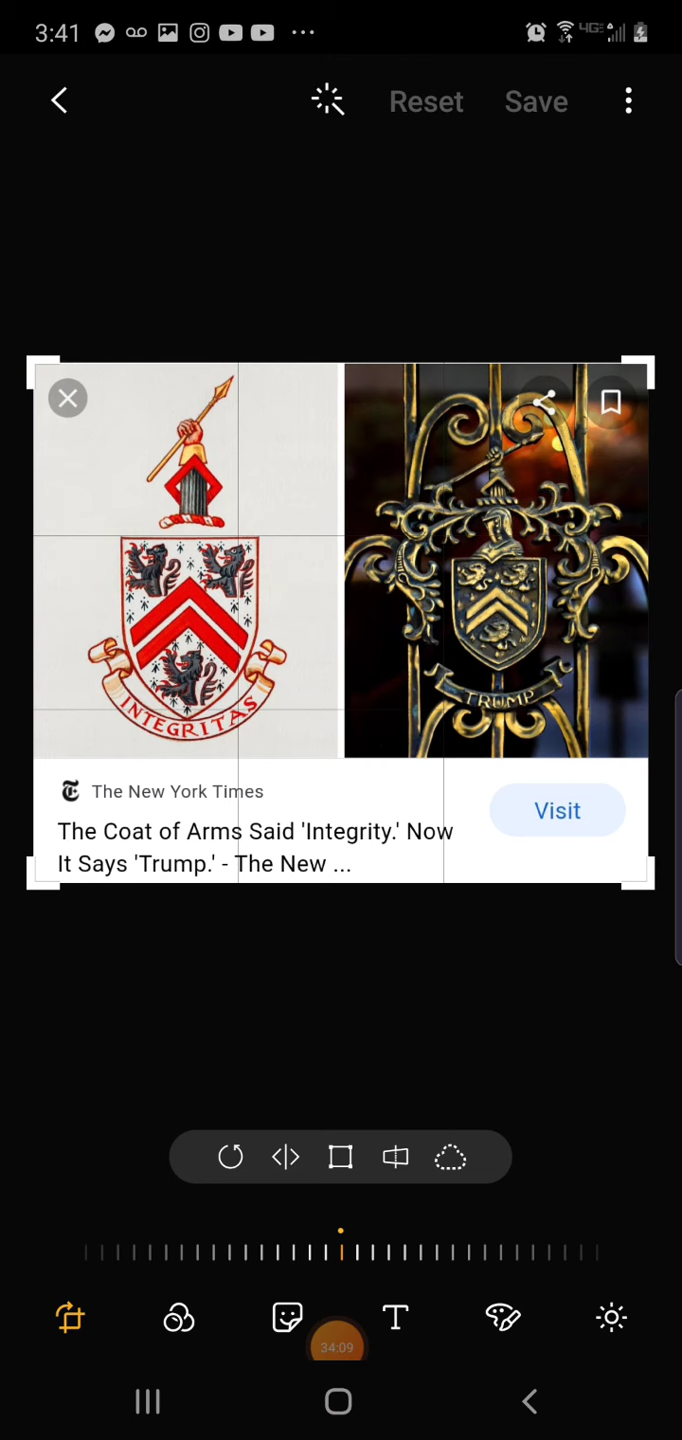 3:41
4GE
Reset Save
INTEGRITAS
TRUMP
The New York Times
The Coat of Arms Said 'Integrity.' Now
It Says 'Trump.' - The New ...
Visit
T
34:09